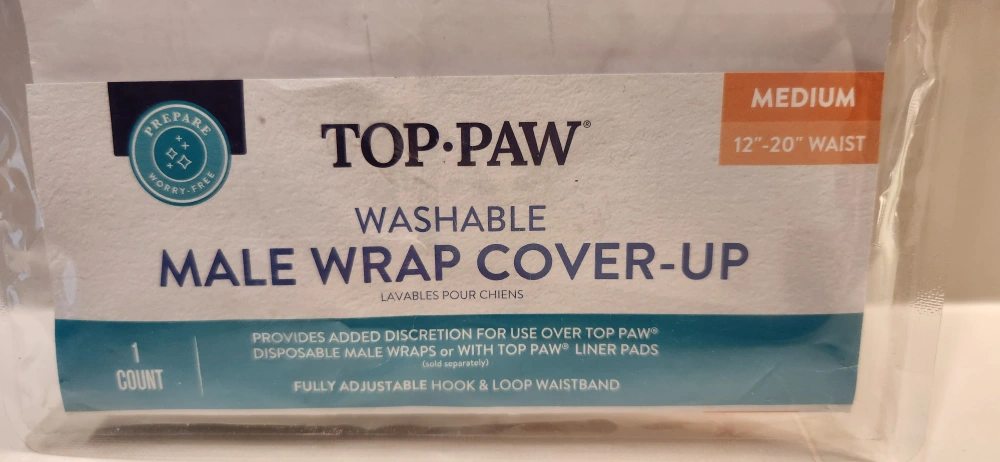 PREPARE
WORRY-FREE
TOP·PAW®
MEDIUM
12"-20" WAIST
WASHABLE
MALE WRAP COVER-UP
LAVABLES POUR CHIENS
1
COUNT
PROVIDES ADDED DISCRETION FOR USE OVER TOP PAW®
DISPOSABLE MALE WRAPS or WITH TOP PAW® LINER PADS
(sold separately)
FULLY ADJUSTABLE HOOK & LOOP WAISTBAND